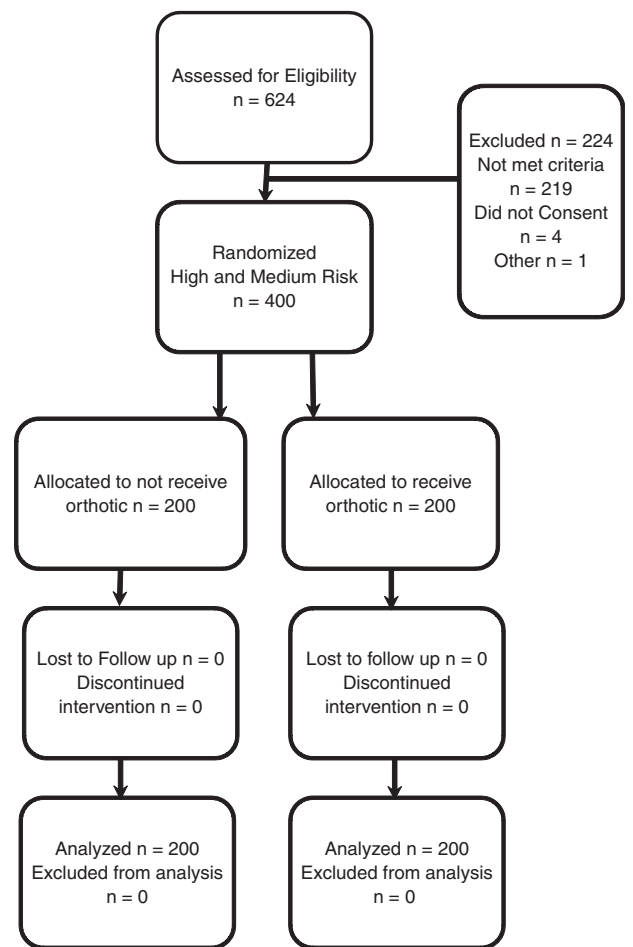 Assessed for Eligibility
n = 624
Excluded n = 224
Not met criteria
n = 219
Did not Consent
n = 4
Other n = 1
Randomized
High and Medium Risk
n = 400
Allocated to not receive
orthotic n = 200
Allocated to receive
orthotic n = 200
Lost to Follow up n = 0
Discontinued
intervention n = 0
Lost to follow up n = 0
Discontinued
intervention n = 0
Analyzed n = 200
Excluded from analysis
n = 0
Analyzed n = 200
Excluded from analysis
n = 0